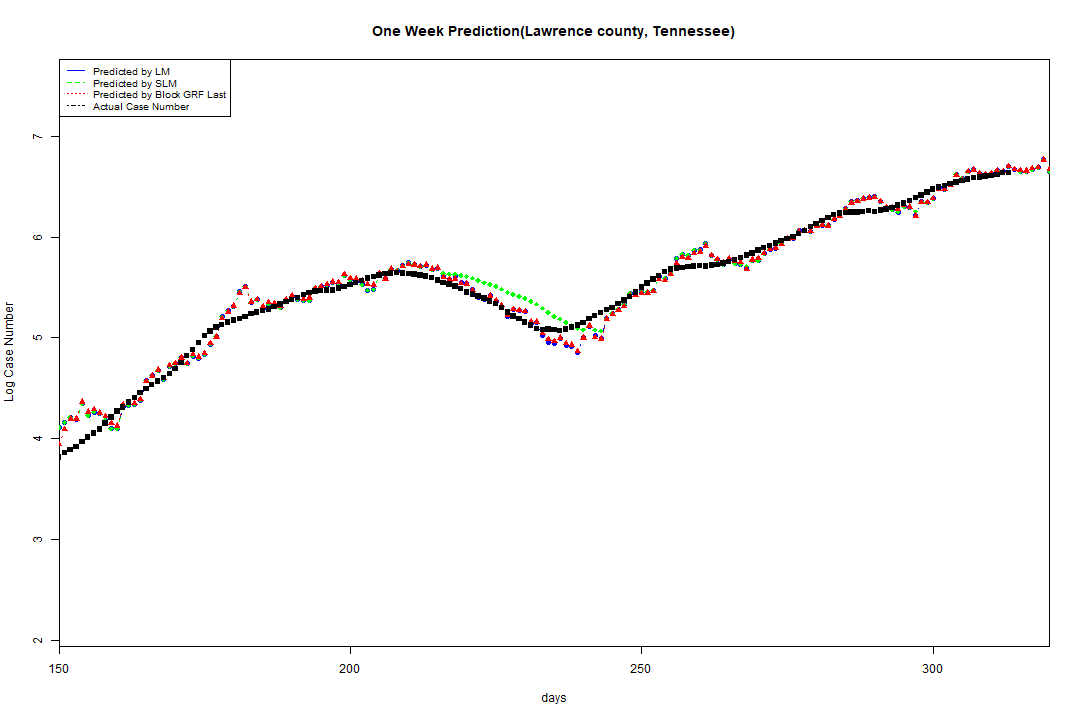 One Week Prediction(Lawrence county, Tennessee)
Predicted by LM
Predicted by SLM
Predicted by Block GRF Last
Actual Case Number
7
6
5
4
3
2
Log Case Number
150
200
250
300
days